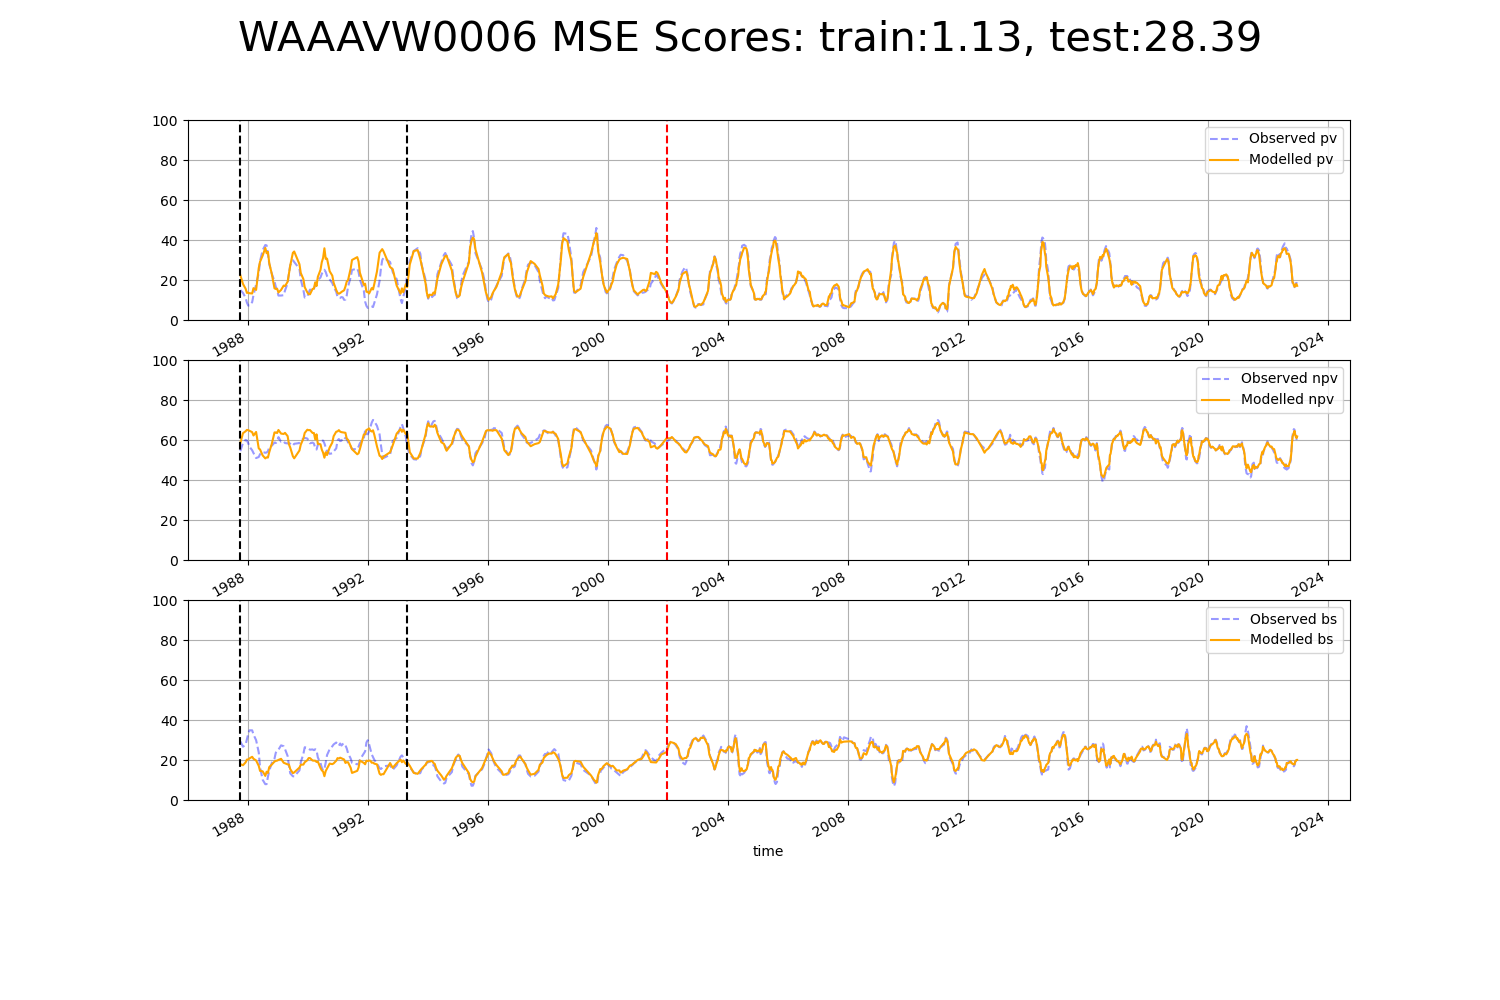 WAAAVW0006 MSE Scores: train:1.13, test:28.39
100
80
60
40
20
0
Observed pv
Modelled pv
1988 1992 1996 2000 2004 2008 2012 2016 2020 2024
100
80
60
40
20
0
Observed npv
Modelled npv
1988 1992 1996 2000 2004 2008 2012 2016 2020 2024
100
80
60
40
20
0
Observed bs
Modelled bs
1988 1992 1996 2000 2004 2008 2012 2016 2020 2024
time